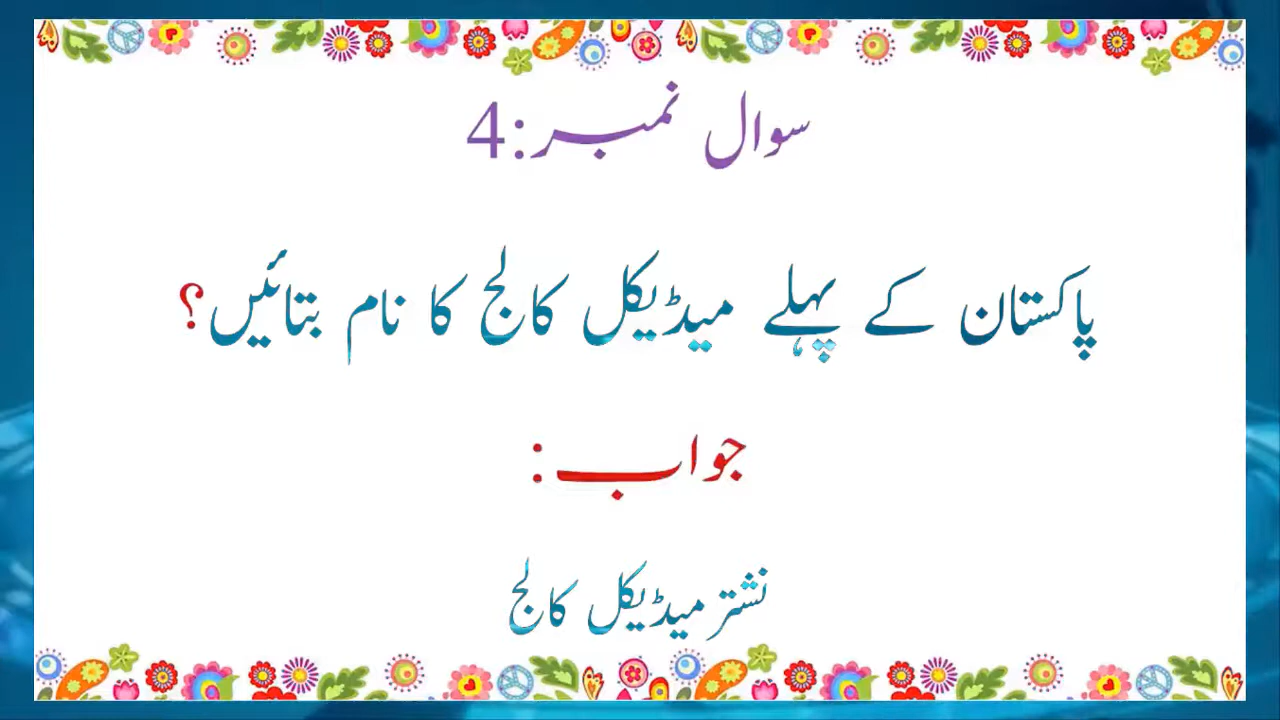 سوال نمبر:4
پاکستان کے پہلے میڈیکل کالج کا نام بتائیں؟
جواب:
نشتر میڈیکل کالج